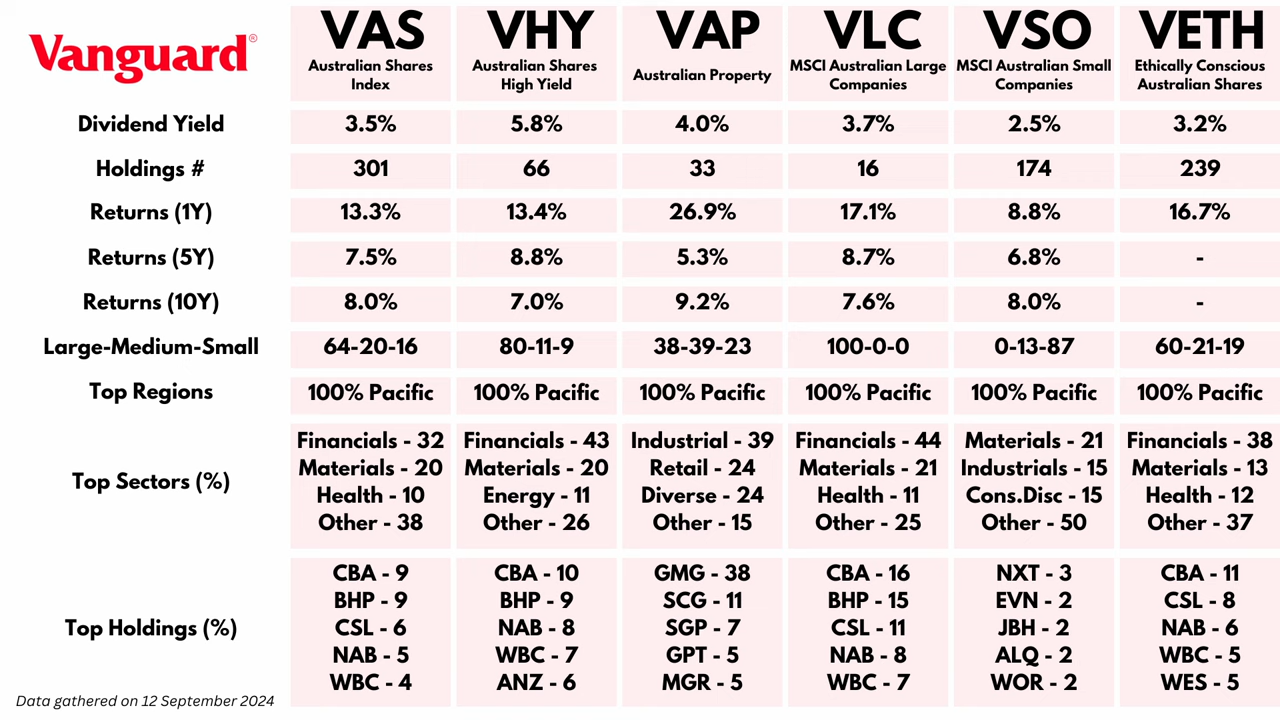 Vanguard®
VAS VHY VAP VLC VSO VETH
Australian Shares Index
Australian Shares High Yield
Australian Property
MSCI Australian Large Companies
MSCI Australian Small Companies
Ethically Conscious Australian Shares
Dividend Yield 3.5% 5.8% 4.0% 3.7% 2.5% 3.2%
Holdings # 301 66 33 16 174 239
Returns (1Y) 13.3% 13.4% 26.9% 17.1% 8.8% 16.7%
Returns (5Y) 7.5% 8.8% 5.3% 8.7% 6.8% -
Returns (10Y) 8.0% 7.0% 9.2% 7.6% 8.0% -
Large-Medium-Small 64-20-16 80-11-9 38-39-23 100-0-0 0-13-87 60-21-19
Top Regions 100% Pacific 100% Pacific 100% Pacific 100% Pacific 100% Pacific 100% Pacific
Top Sectors (%)
Financials - 32 Financials - 43 Industrial - 39 Financials - 44 Materials - 21 Financials - 38
Materials - 20 Materials - 20 Retail - 24 Materials - 21 Industrials - 15 Materials - 13
Health - 10 Energy - 11 Diverse - 24 Health - 11 Cons.Disc - 15 Health - 12
Other - 38 Other - 26 Other - 15 Other - 25 Other - 50 Other - 37
Top Holdings (%)
CBA - 9 CBA - 10 GMG - 38 CBA - 16 NXT - 3 CBA - 11
BHP - 9 BHP - 9 SCG - 11 BHP - 15 EVN - 2 CSL - 8
CSL - 6 NAB - 8 SGP - 7 CSL - 11 JBH - 2 NAB - 6
NAB - 5 WBC - 7 GPT - 5 NAB - 8 ALQ - 2 WBC - 5
WBC - 4 ANZ - 6 MGR - 5 WBC - 7 WOR - 2 WES - 5
Data gathered on 12 September 2024